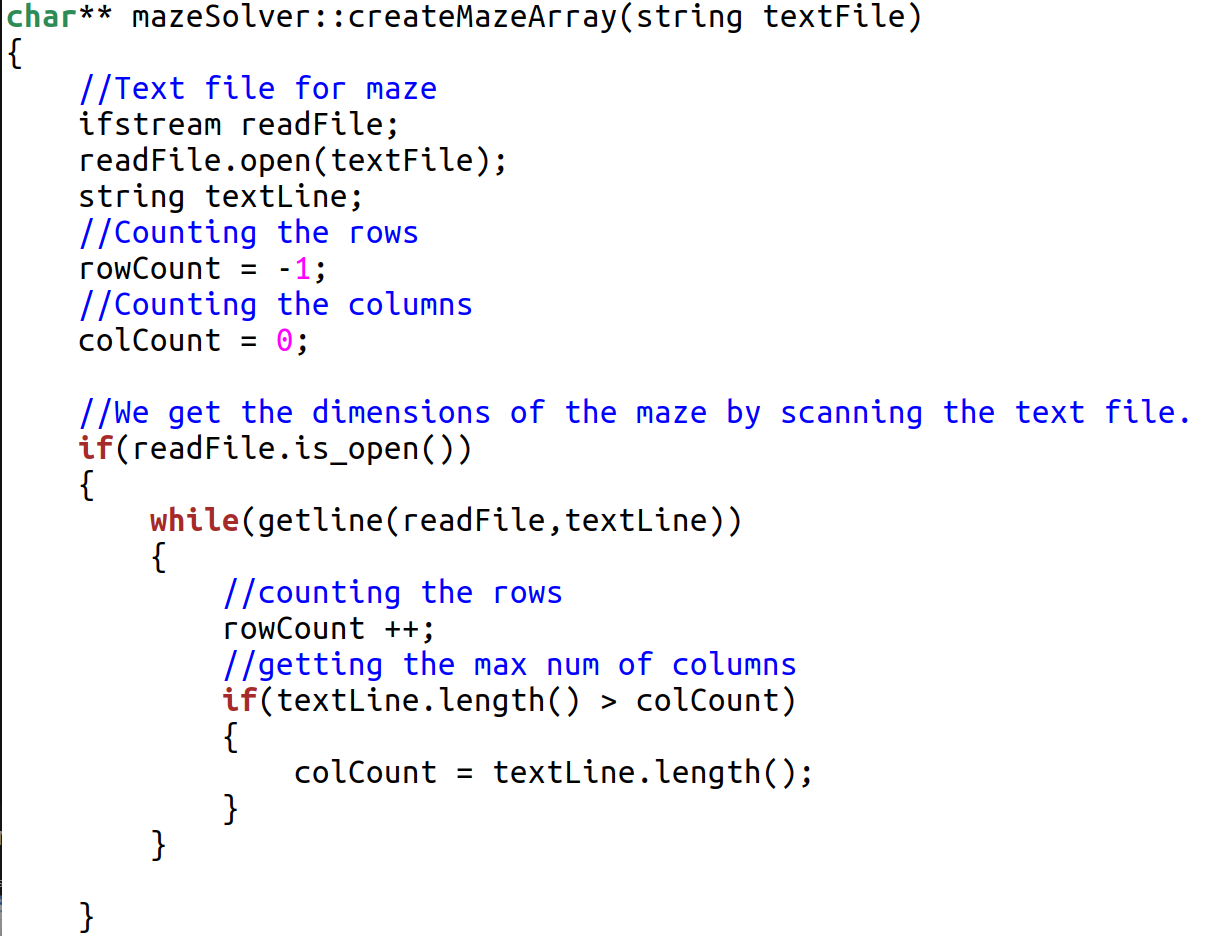 char** mazeSolver::createMazeArray(string textFile)
{
    //Text file for maze
    ifstream readFile;
    readFile.open(textFile);
    string textLine;
    //Counting the rows
    rowCount = -1;
    //Counting the columns
    colCount = 0;

    //We get the dimensions of the maze by scanning the text file.
    if(readFile.is_open())
    {
        while(getline(readFile,textLine))
        {
            //counting the rows
            rowCount ++;
            //getting the max num of columns
            if(textLine.length() > colCount)
            {
                colCount = textLine.length();
            }
        }

    }